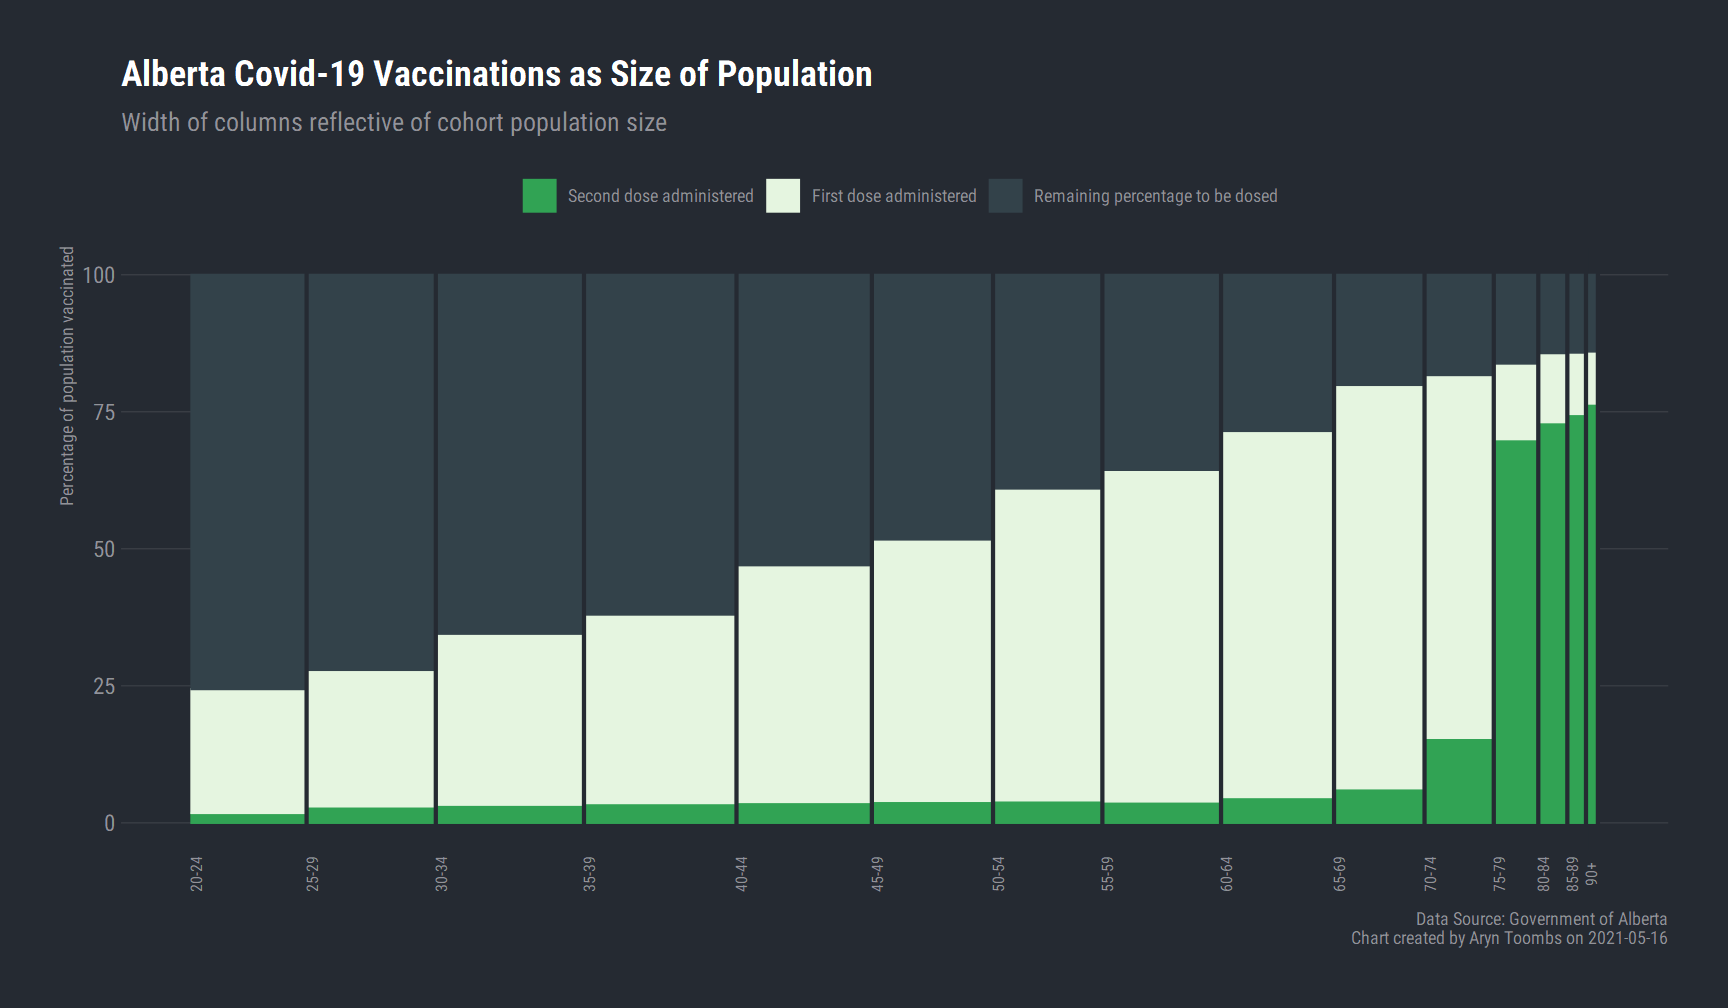 Alberta Covid-19 Vaccinations as Size of Population
Width of columns reflective of cohort population size
Second dose administered
First dose administered
Remaining percentage to be dosed
Percentage of population vaccinated
100
75
50
25
0
20-24
25-29
30-34
35-39
40-44
45-49
50-54
55-59
60-64
65-69
70-74
75-79
80-84
85-89
90+
Data Source: Government of Alberta
Chart created by Aryn Toombs on 2021-05-16